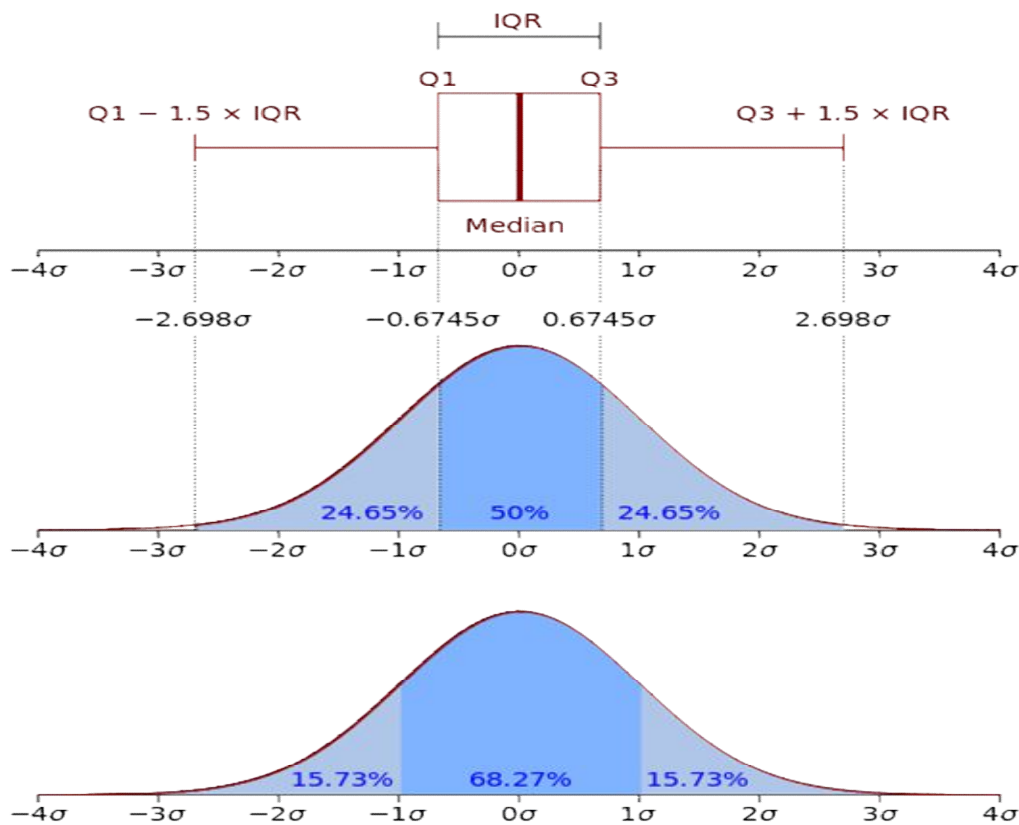 IQR
Q1 Q3
Q1 − 1.5 × IQR Q3 + 1.5 × IQR
Median
−4σ −3σ −2σ −1σ 0σ 1σ 2σ 3σ 4σ
−2.698σ −0.6745σ 0.6745σ 2.698σ
24.65% 50% 24.65%
−4σ −3σ −2σ −1σ 0σ 1σ 2σ 3σ 4σ
15.73% 68.27% 15.73%
−4σ −3σ −2σ −1σ 0σ 1σ 2σ 3σ 4σ